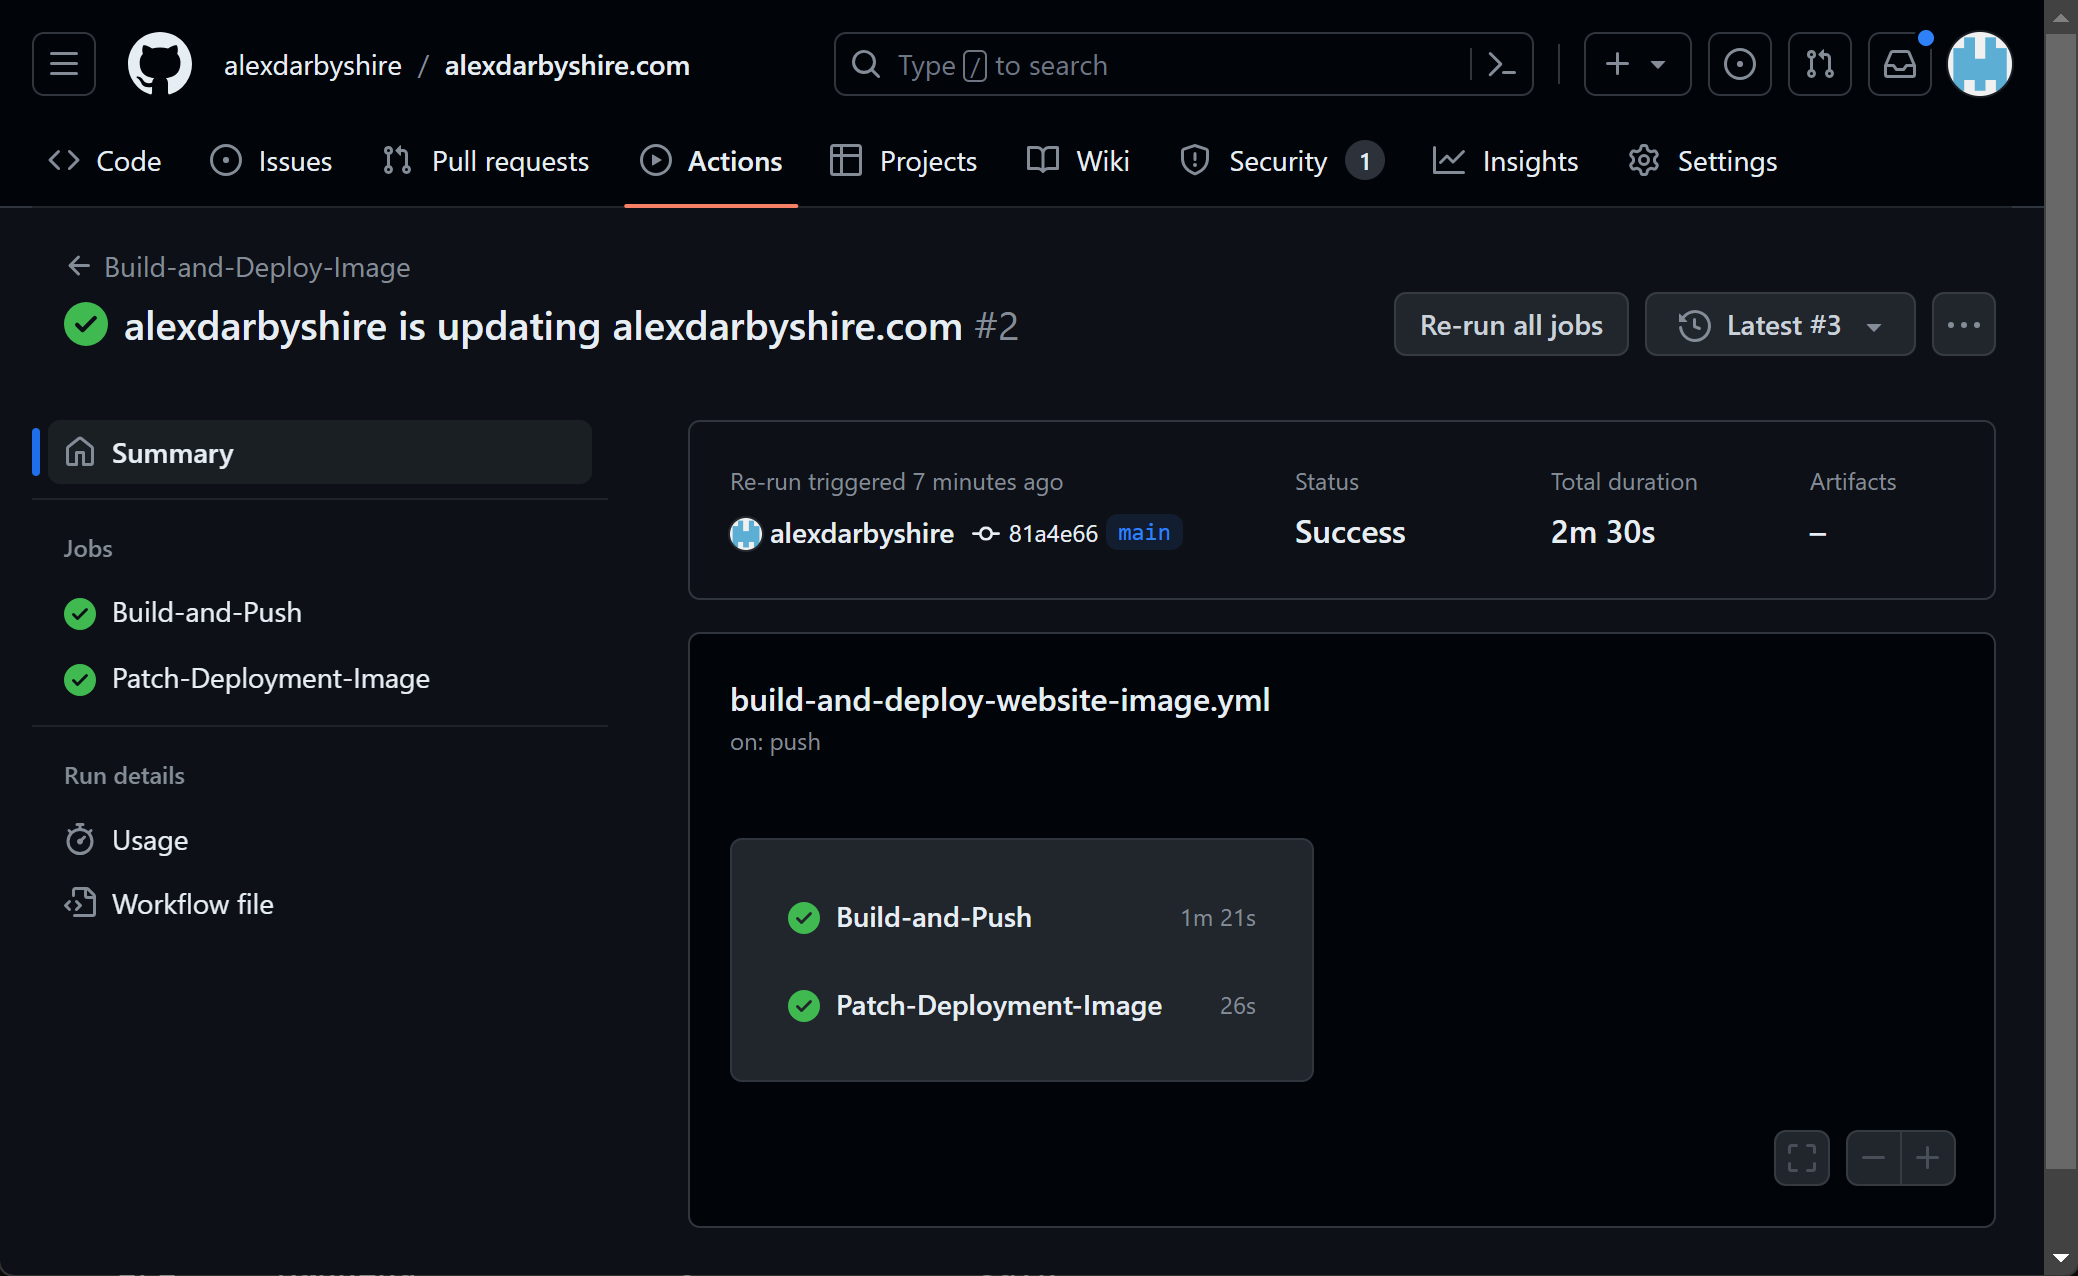 alexdarbyshire / alexdarbyshire.com
Type / to search
Code
Issues
Pull requests
Actions
Projects
Wiki
Security 1
Insights
Settings
Build-and-Deploy-Image
alexdarbyshire is updating alexdarbyshire.com #2
Re-run all jobs
Latest #3
Summary
Jobs
Build-and-Push
Patch-Deployment-Image
Run details
Usage
Workflow file
Re-run triggered 7 minutes ago
alexdarbyshire 81a4e66 main
Status
Success
Total duration
2m 30s
Artifacts
–
build-and-deploy-website-image.yml
on: push
Build-and-Push 1m 21s
Patch-Deployment-Image 26s